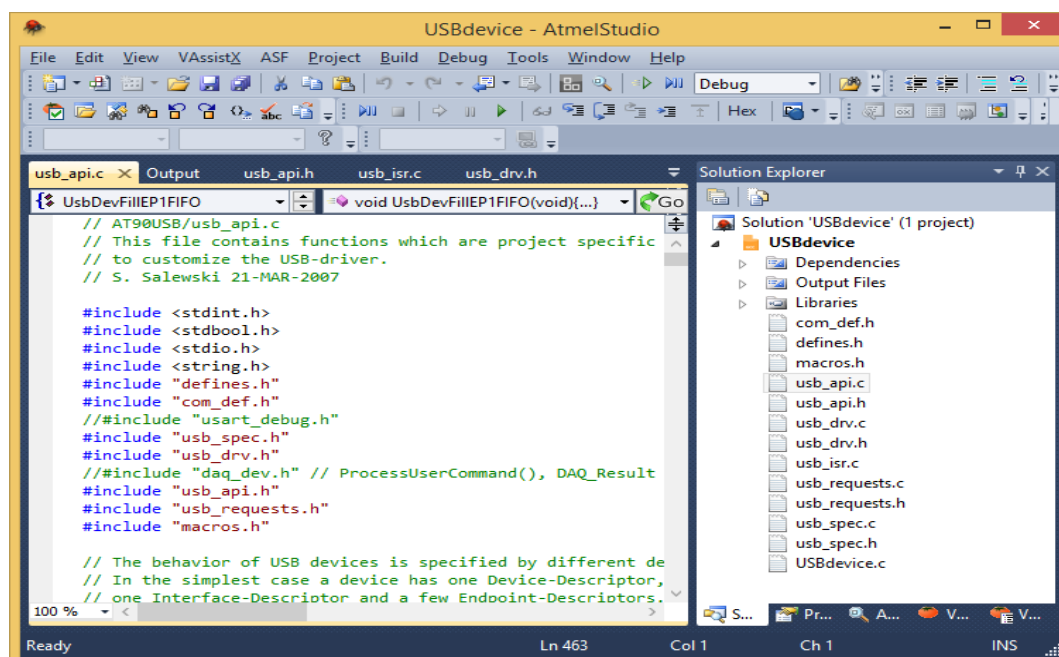 USBdevice - AtmelStudio
File Edit View VAssistX ASF Project Build Debug Tools Window Help
Debug
Hex
usb_api.c Output usb_api.h usb_isr.c usb_drv.h
UsbDevFillEP1FIFO void UsbDevFillEP1FIFO(void){...} Go
// AT90USB/usb_api.c
// This file contains functions which are project specific
// to customize the USB-driver.
// S. Salewski 21-MAR-2007
#include <stdint.h>
#include <stdbool.h>
#include <stdio.h>
#include <string.h>
#include "defines.h"
#include "com_def.h"
//#include "usart_debug.h"
#include "usb_spec.h"
#include "usb_drv.h"
//#include "daq_dev.h" // ProcessUserCommand(), DAQ_Result
#include "usb_api.h"
#include "usb_requests.h"
#include "macros.h"
// The behavior of USB devices is specified by different de
// In the simplest case a device has one Device-Descriptor,
// one Interface-Descriptor and a few Endpoint-Descriptors.
100 %
Solution Explorer
Solution 'USBdevice' (1 project)
USBdevice
Dependencies
Output Files
Libraries
com_def.h
defines.h
macros.h
usb_api.c
usb_api.h
usb_drv.c
usb_drv.h
usb_isr.c
usb_requests.c
usb_requests.h
usb_spec.c
usb_spec.h
USBdevice.c
S... Pr... A... V... V...
Ready Ln 463 Col 1 Ch 1 INS